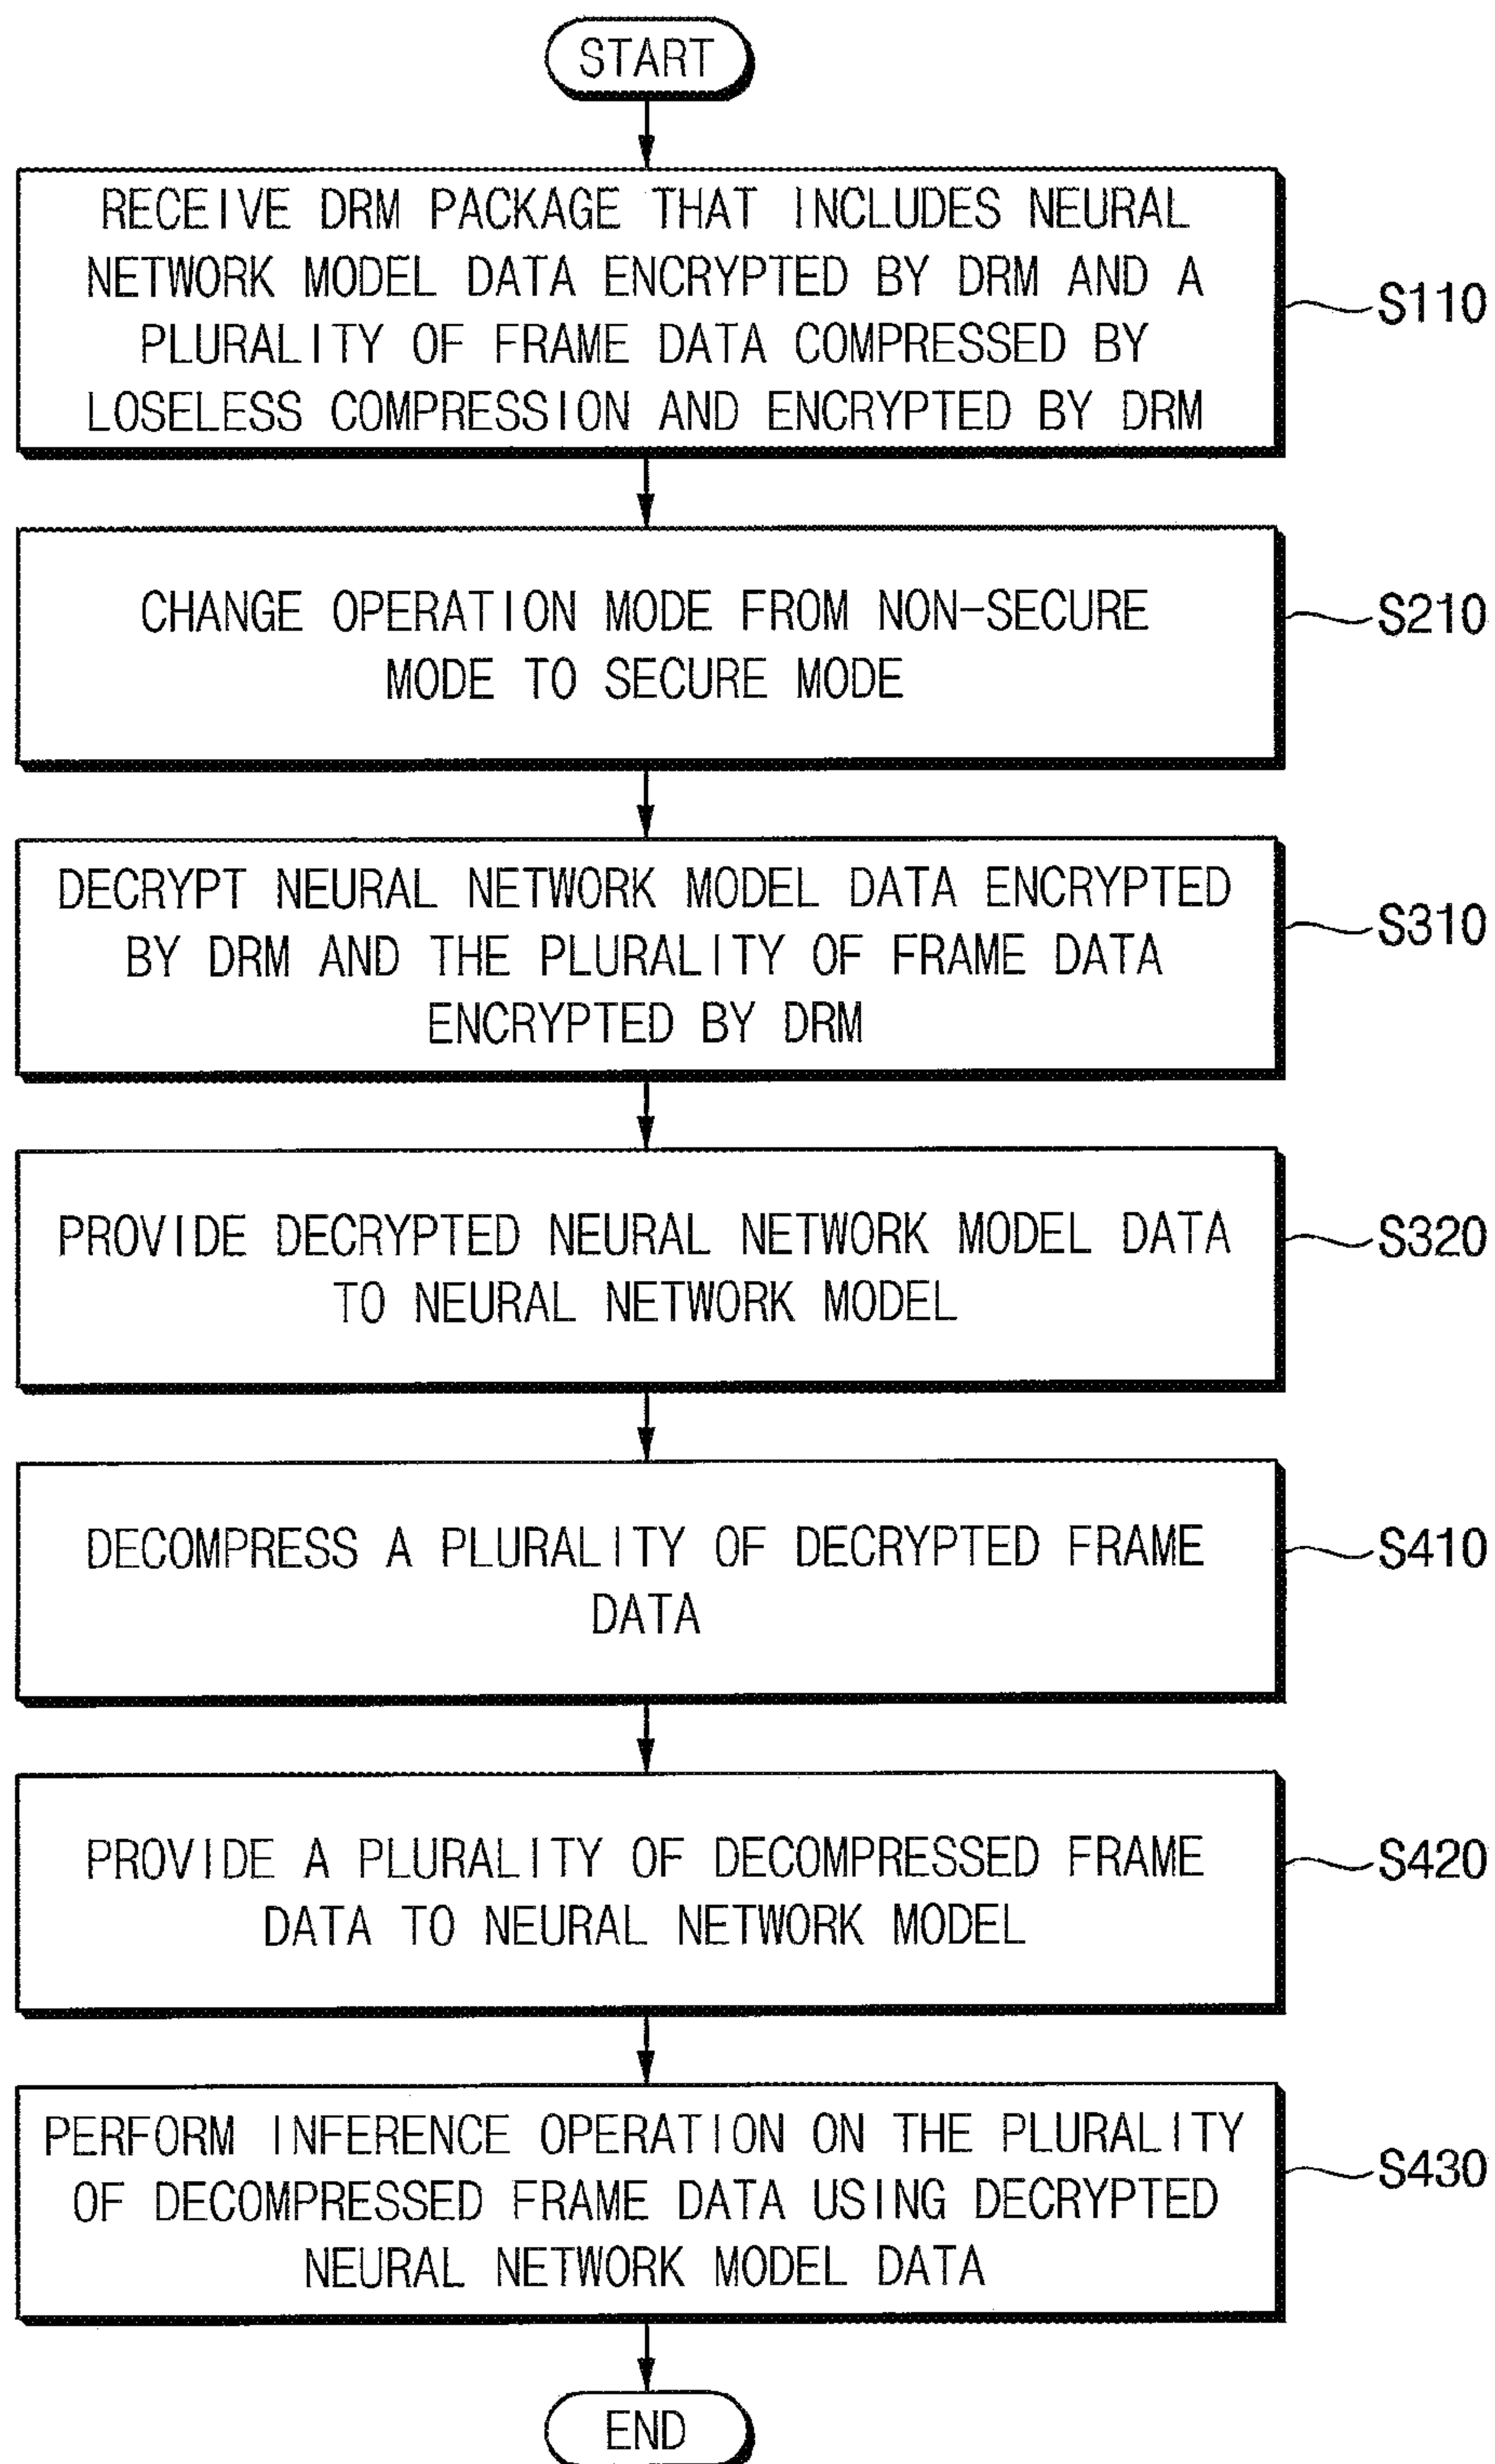 START
RECEIVE DRM PACKAGE THAT INCLUDES NEURAL
NETWORK MODEL DATA ENCRYPTED BY DRM AND A
PLURALITY OF FRAME DATA COMPRESSED BY
LOSELESS COMPRESSION AND ENCRYPTED BY DRM
S110
CHANGE OPERATION MODE FROM NON-SECURE
MODE TO SECURE MODE
S210
DECRYPT NEURAL NETWORK MODEL DATA ENCRYPTED
BY DRM AND THE PLURALITY OF FRAME DATA
ENCRYPTED BY DRM
S310
PROVIDE DECRYPTED NEURAL NETWORK MODEL DATA
TO NEURAL NETWORK MODEL
S320
DECOMPRESS A PLURALITY OF DECRYPTED FRAME
DATA
S410
PROVIDE A PLURALITY OF DECOMPRESSED FRAME
DATA TO NEURAL NETWORK MODEL
S420
PERFORM INFERENCE OPERATION ON THE PLURALITY
OF DECOMPRESSED FRAME DATA USING DECRYPTED
NEURAL NETWORK MODEL DATA
S430
END